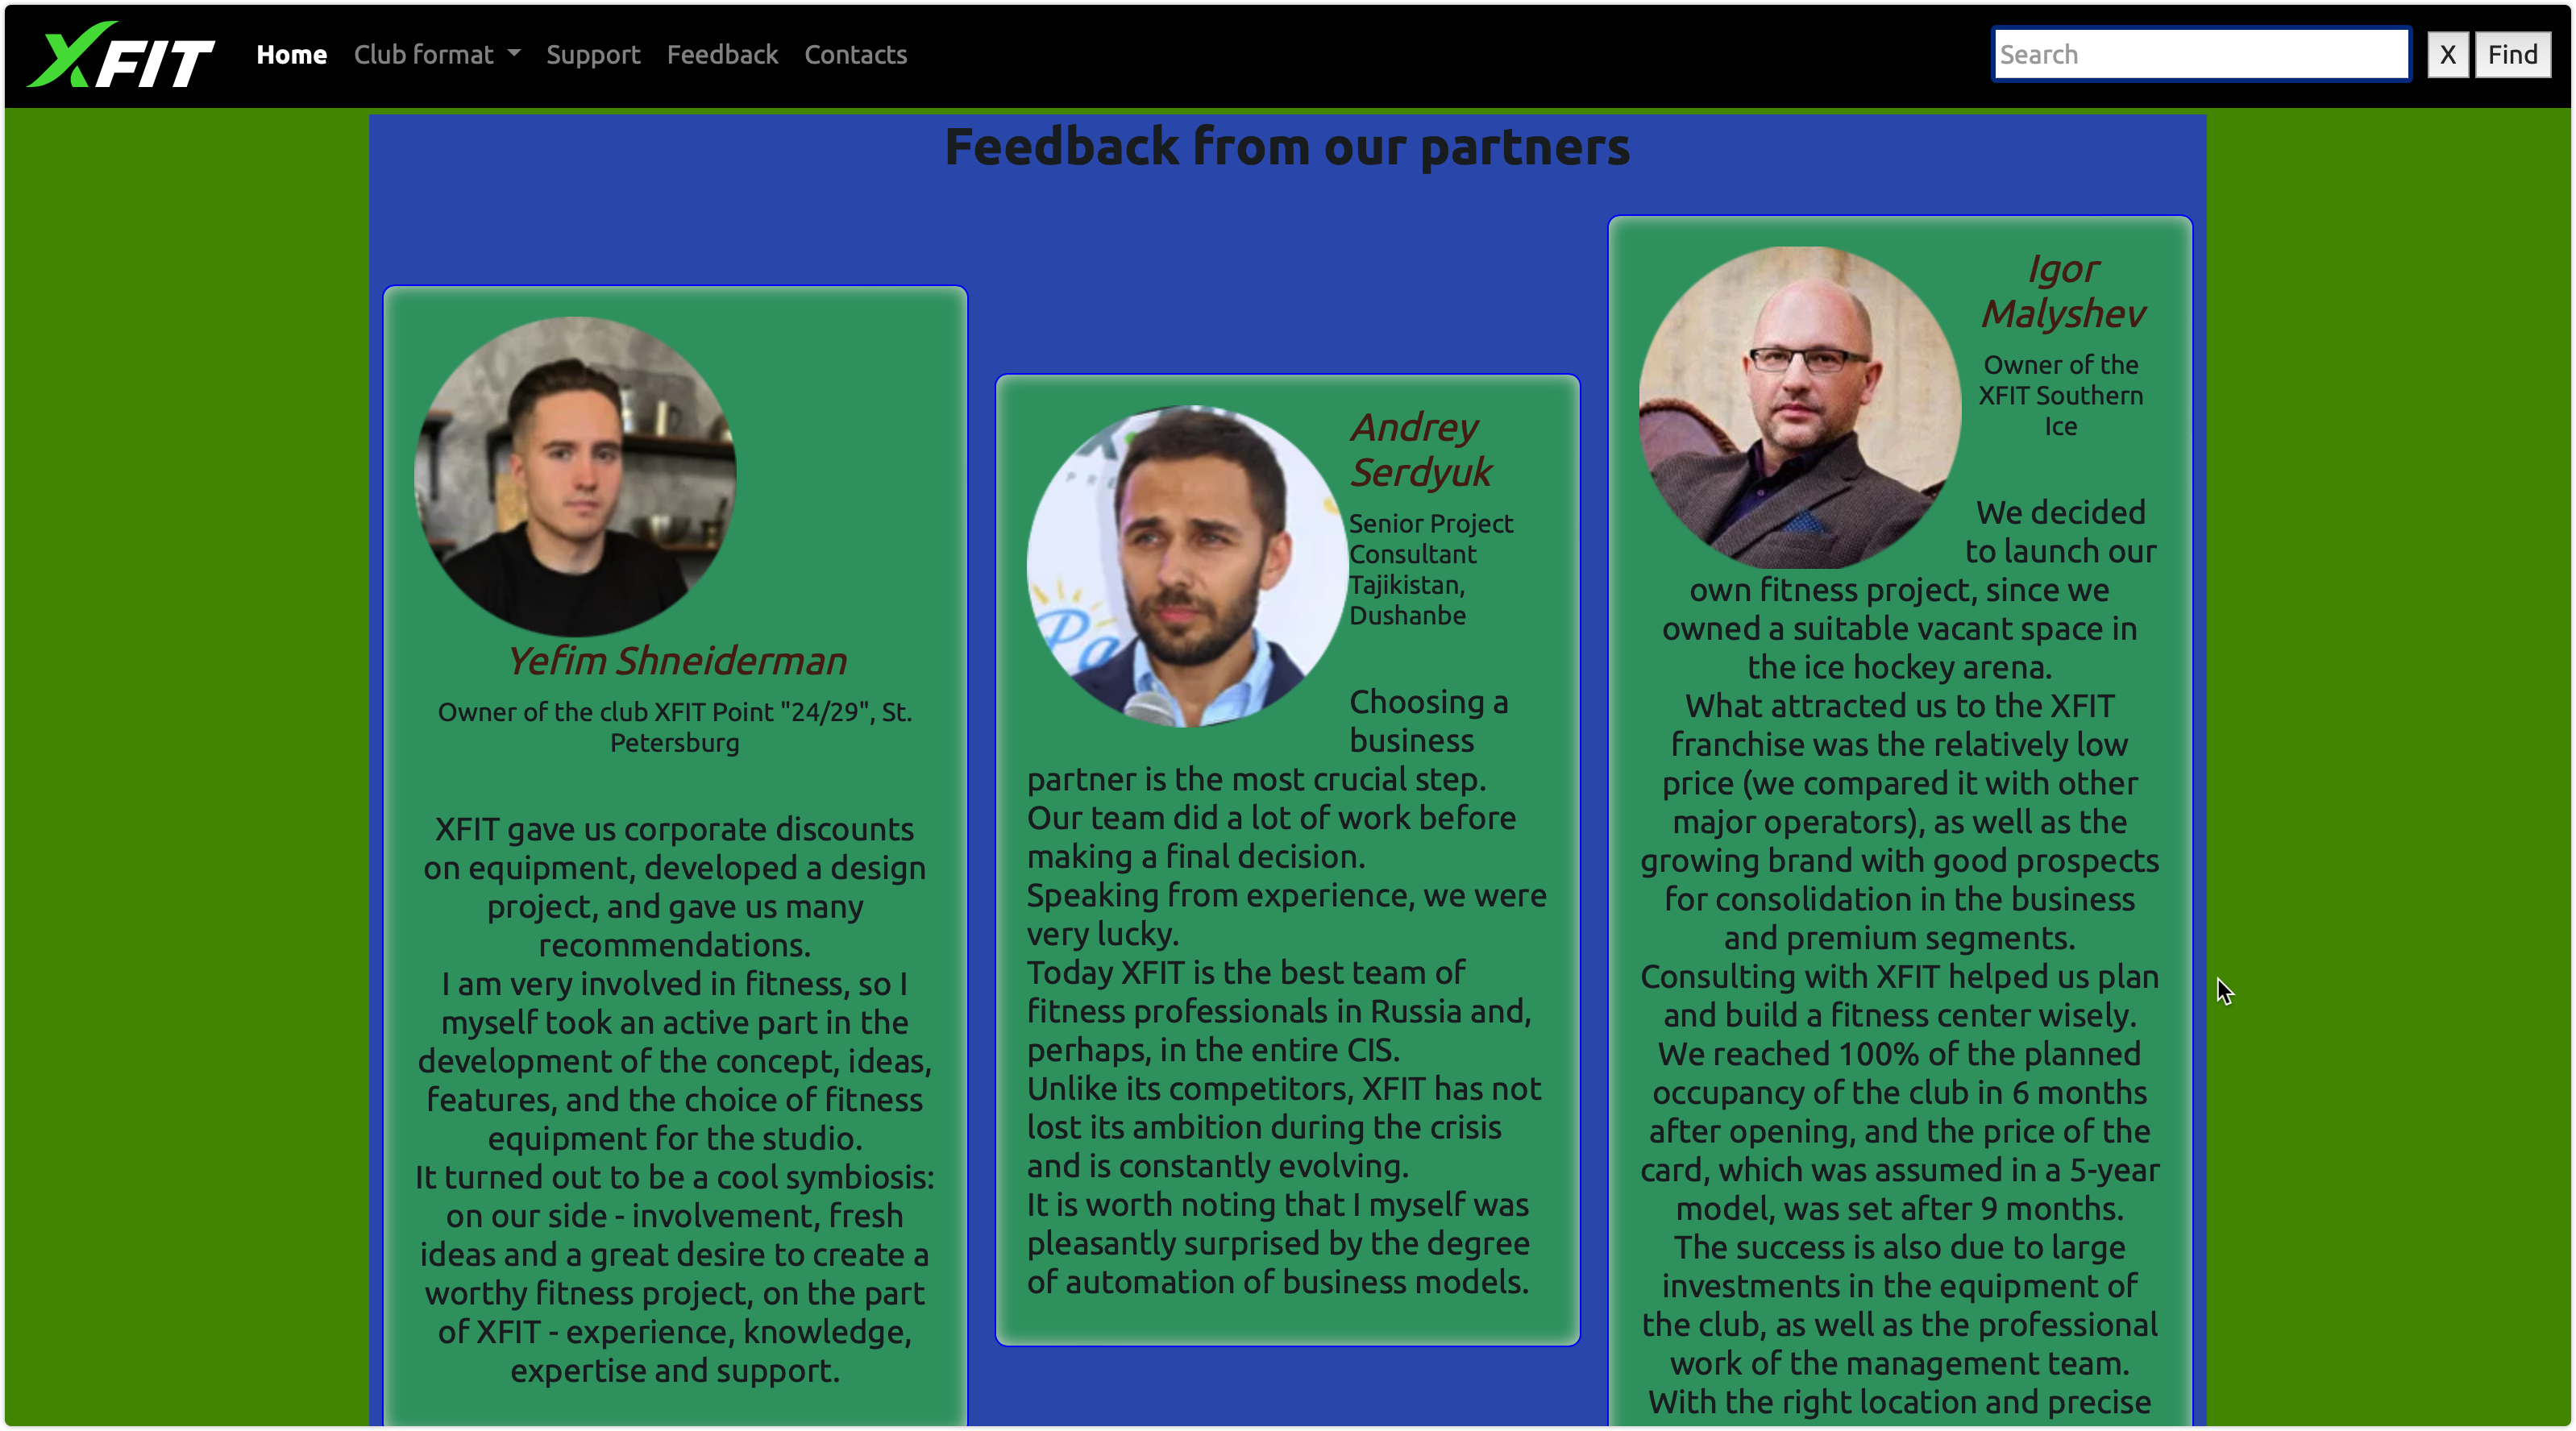 XFIT
Home
Club format
Support
Feedback
Contacts
Search
X
Find
Feedback from our partners
Yefim Shneiderman
Owner of the club XFIT Point "24/29", St.
Petersburg
XFIT gave us corporate discounts
on equipment, developed a design
project, and gave us many
recommendations.
I am very involved in fitness, so I
myself took an active part in the
development of the concept, ideas,
features, and the choice of fitness
equipment for the studio.
It turned out to be a cool symbiosis:
on our side - involvement, fresh
ideas and a great desire to create a
worthy fitness project, on the part
of XFIT - experience, knowledge,
expertise and support.
Andrey
Serdyuk
Senior Project
Consultant
Tajikistan,
Dushanbe
Choosing a
business
partner is the most crucial step.
Our team did a lot of work before
making a final decision.
Speaking from experience, we were
very lucky.
Today XFIT is the best team of
fitness professionals in Russia and,
perhaps, in the entire CIS.
Unlike its competitors, XFIT has not
lost its ambition during the crisis
and is constantly evolving.
It is worth noting that I myself was
pleasantly surprised by the degree
of automation of business models.
Igor
Malyshev
Owner of the
XFIT Southern
Ice
We decided
to launch our
own fitness project, since we
owned a suitable vacant space in
the ice hockey arena.
What attracted us to the XFIT
franchise was the relatively low
price (we compared it with other
major operators), as well as the
growing brand with good prospects
for consolidation in the business
and premium segments.
Consulting with XFIT helped us plan
and build a fitness center wisely.
We reached 100% of the planned
occupancy of the club in 6 months
after opening, and the price of the
card, which was assumed in a 5-year
model, was set after 9 months.
The success is also due to large
investments in the equipment of
the club, as well as the professional
work of the management team.
With the right location and precise